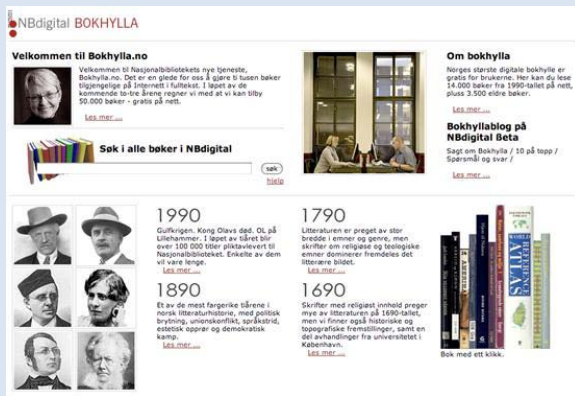 NBdigital BOKHYLLA
Velkommen til Bokhylla.no
Velkommen til Nasjonalbibliotekets nye tjeneste,
Bokhylla.no. Det er en glede for oss å gjøre ti tusen bøker
tilgjengelige på Internett i fulltekst. I løpet av de
kommende to-tre årene regner vi med at vi kan tilby
50.000 bøker - gratis på nett.
Les mer ...
Søk i alle bøker i NBdigital
søk
hjelp
Om bokhylla
Norges største digitale bokhylle er
gratis for brukerne. Her kan du lese
14.000 bøker fra 1990-tallet på nett,
pluss 3.500 eldre bøker.
Les mer ...
Bokhyllablog på
NBdigital Beta
Sagt om Bokhylla / 10 på topp /
Spørsmål og svar /
Les mer ...
1990
Gulfkrigen. Kong Olavs død. OL på
Lillehammer. I løpet av tiåret blir
over 100 000 titler pliktavlevert til
Nasjonalbiblioteket. Enkelte av dem
vil vare lenge.
Les mer ...
1790
Litteraturen er preget av stor
bredde i emner og genre, men
skrifter om religiøse og teologiske
emner dominerer fremdeles det
litterære bildet.
Les mer ...
1890
Et av de mest fargerike tiårene i
norsk litteraturhistorie, med politisk
brytning, unionskonflikt, språkstrid,
estetisk opprør og demokratisk
kamp.
Les mer ...
1690
Skrifter med religiøst innhold preger
mye av litteraturen på 1690-tallet,
men vi finner også historiske og
topografiske fremstillinger, samt en
del avhandlinger fra universitetet i
København.
Les mer ...
WORLD
REFERENCE
ATLAS
Bok med ett klikk.